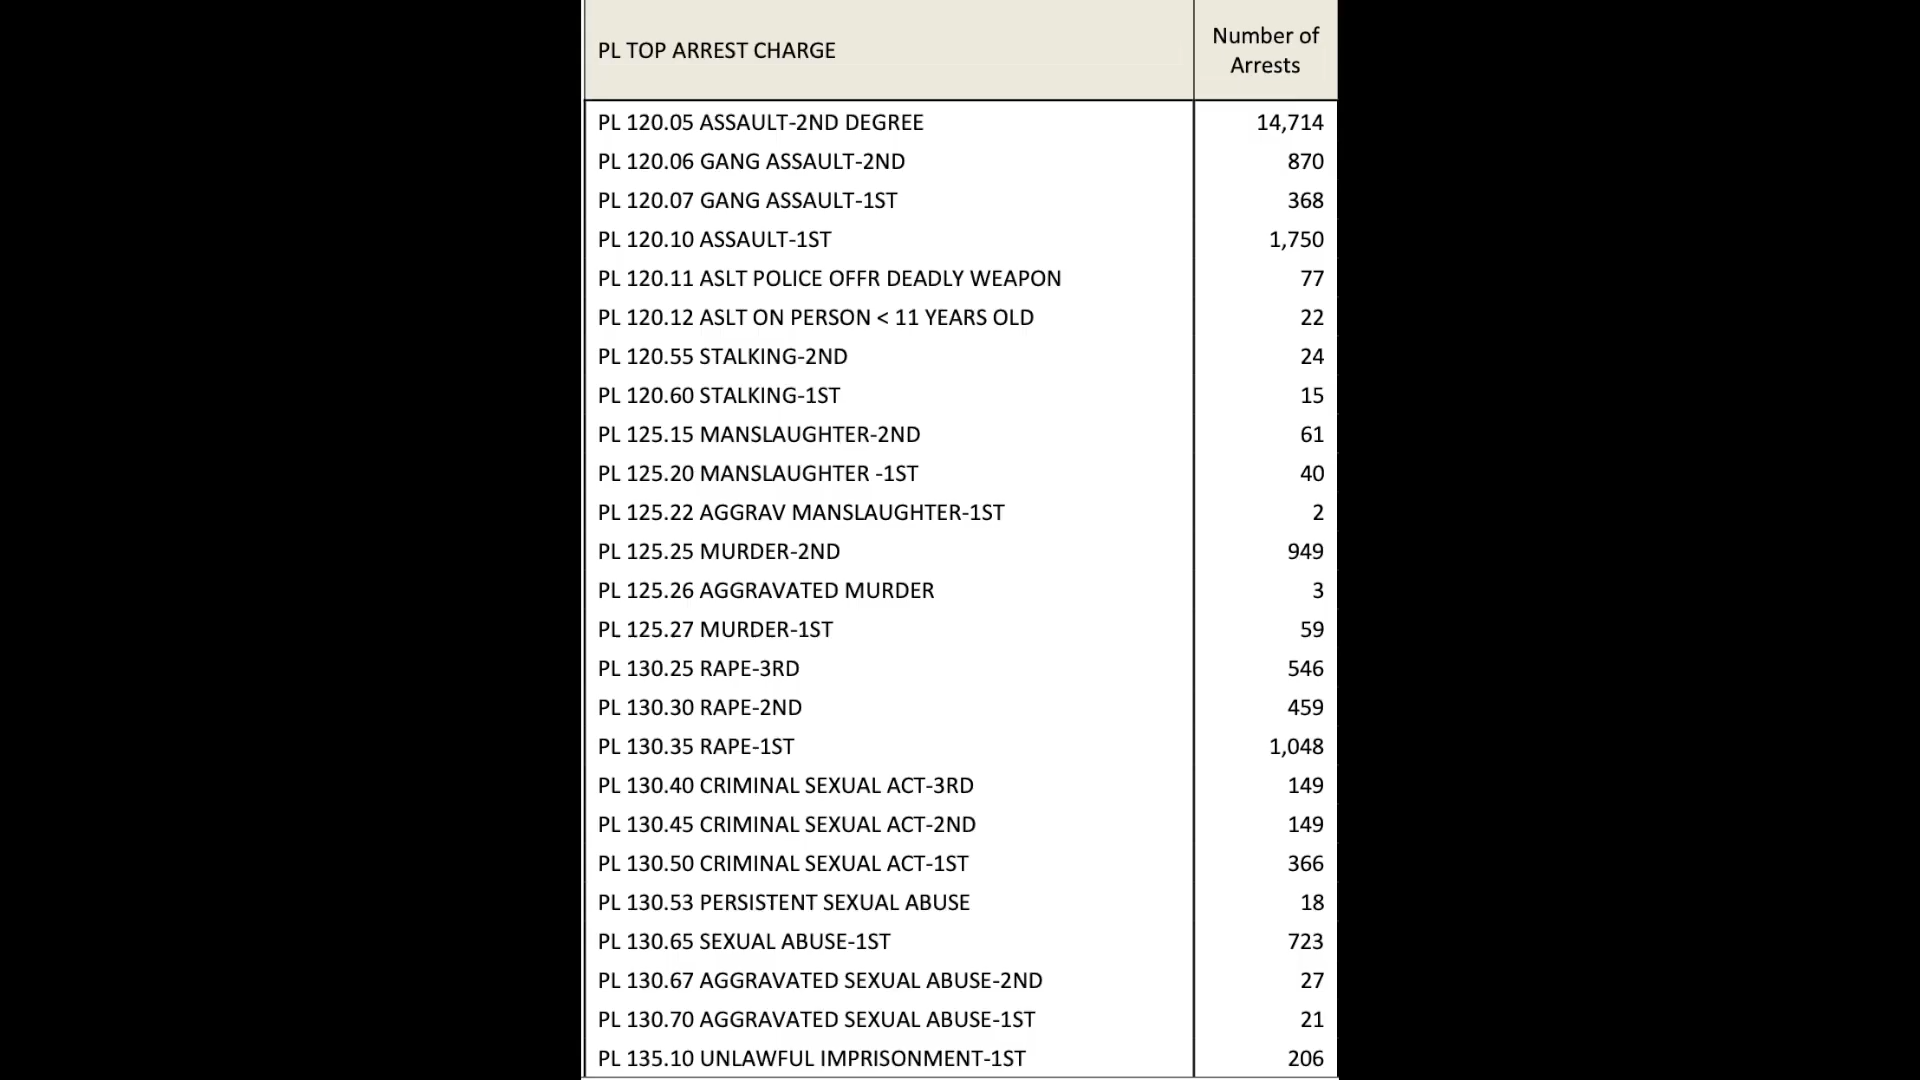 PL TOP ARREST CHARGE Number of Arrests
PL 120.05 ASSAULT-2ND DEGREE 14,714
PL 120.06 GANG ASSAULT-2ND 870
PL 120.07 GANG ASSAULT-1ST 368
PL 120.10 ASSAULT-1ST 1,750
PL 120.11 ASLT POLICE OFFR DEADLY WEAPON 77
PL 120.12 ASLT ON PERSON < 11 YEARS OLD 22
PL 120.55 STALKING-2ND 24
PL 120.60 STALKING-1ST 15
PL 125.15 MANSLAUGHTER-2ND 61
PL 125.20 MANSLAUGHTER -1ST 40
PL 125.22 AGGRAV MANSLAUGHTER-1ST 2
PL 125.25 MURDER-2ND 949
PL 125.26 AGGRAVATED MURDER 3
PL 125.27 MURDER-1ST 59
PL 130.25 RAPE-3RD 546
PL 130.30 RAPE-2ND 459
PL 130.35 RAPE-1ST 1,048
PL 130.40 CRIMINAL SEXUAL ACT-3RD 149
PL 130.45 CRIMINAL SEXUAL ACT-2ND 149
PL 130.50 CRIMINAL SEXUAL ACT-1ST 366
PL 130.53 PERSISTENT SEXUAL ABUSE 18
PL 130.65 SEXUAL ABUSE-1ST 723
PL 130.67 AGGRAVATED SEXUAL ABUSE-2ND 27
PL 130.70 AGGRAVATED SEXUAL ABUSE-1ST 21
PL 135.10 UNLAWFUL IMPRISONMENT-1ST 206